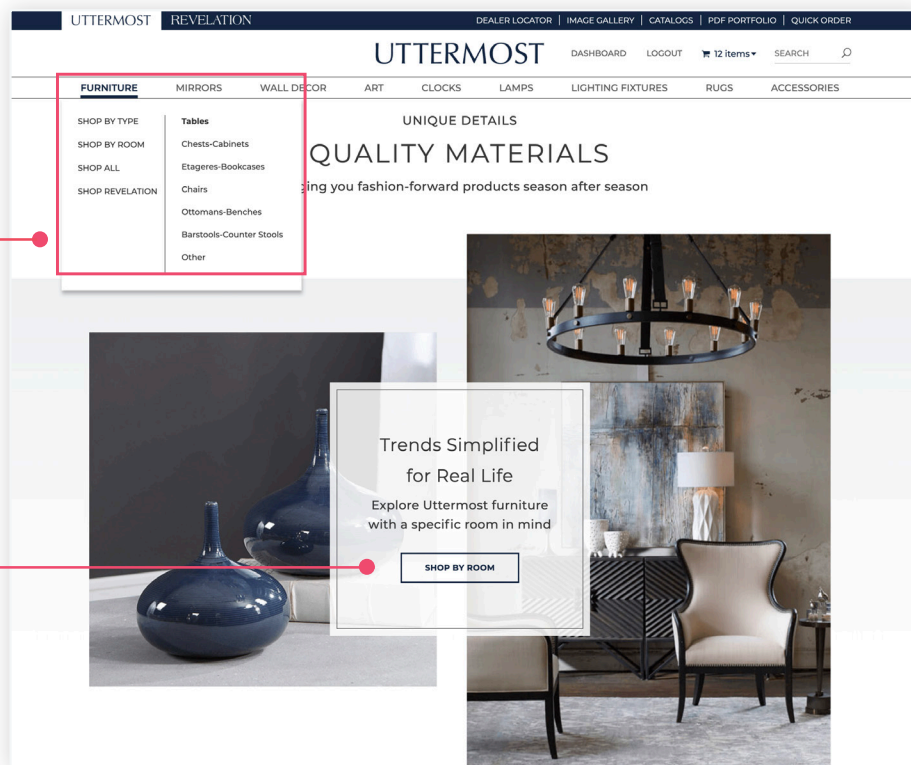 UTTERMOST REVELATION DEALER LOCATOR | IMAGE GALLERY | CATALOGS | PDF PORTFOLIO | QUICK ORDER
UTTERMOST DASHBOARD LOGOUT 12 items SEARCH
FURNITURE MIRRORS WALL DECOR ART CLOCKS LAMPS LIGHTING FIXTURES RUGS ACCESSORIES
SHOP BY TYPE
SHOP BY ROOM
SHOP ALL
SHOP REVELATION
Tables
Chests-Cabinets
Etageres-Bookcases
Chairs
Ottomans-Benches
Barstools-Counter Stools
Other
UNIQUE DETAILS
QUALITY MATERIALS
you fashion-forward products season after season
Trends Simplified
for Real Life
Explore Uttermost furniture
with a specific room in mind
SHOP BY ROOM